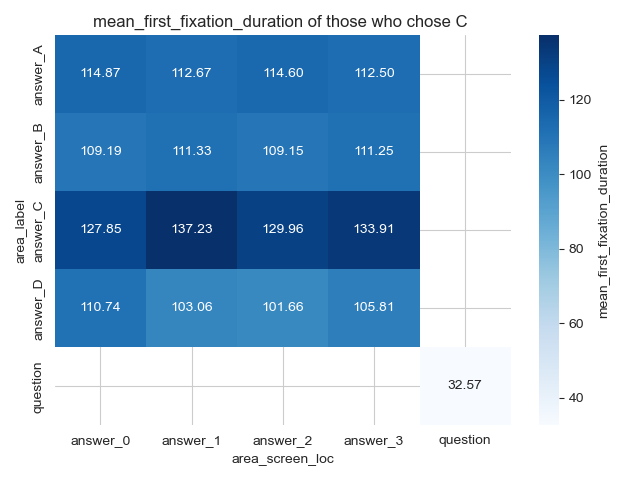 mean_first_fixation_duration of those who chose C
area_label
answer_A
114.87 112.67 114.60 112.50
answer_B
109.19 111.33 109.15 111.25
answer_C
127.85 137.23 129.96 133.91
answer_D
110.74 103.06 101.66 105.81
question
32.57
answer_0 answer_1 answer_2 answer_3 question
area_screen_loc
120
100
80
60
40
mean_first_fixation_duration